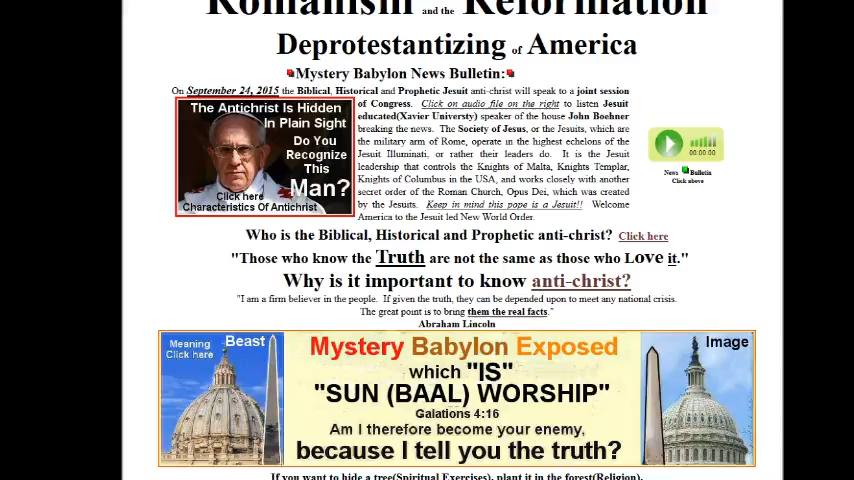 Romanism and the Reformation
Deprotestantizing of America
Mystery Babylon News Bulletin:
On September 24, 2015 the Biblical, Historical and Prophetic Jesuit anti-christ will speak to a joint session
of Congress. Click on audio file on the right to listen Jesuit
educated(Xavier Universty) speaker of the house John Boehner
breaking the news. The Society of Jesus, or the Jesuits, which are
the military arm of Rome, operate in the highest echelons of the
Jesuit Illuminati, or rather their leaders do. It is the Jesuit
leadership that controls the Knights of Malta, Knights Templar,
Knights of Columbus in the USA, and works closely with another
secret order of the Roman Church, Opus Dei, which was created
by the Jesuits. Keep in mind this pope is a Jesuit!! Welcome
America to the Jesuit led New World Order.
The Antichrist Is Hidden
In Plain Sight
Do You
Recognize
This
Man?
Click here
Characteristics Of Antichrist
00:00:00
News Bulletin
Click above
Who is the Biblical, Historical and Prophetic anti-christ? Click here
"Those who know the Truth are not the same as those who Love it."
Why is it important to know anti-christ?
"I am a firm believer in the people. If given the truth, they can be depended upon to meet any national crisis.
The great point is to bring them the real facts."
Abraham Lincoln
Meaning
Click here
Beast
Mystery Babylon Exposed
which "IS"
"SUN (BAAL) WORSHIP"
Galations 4:16
Am I therefore become your enemy,
because I tell you the truth?
Image
If you want to hide a tree(Spiritual Exercises), plant it in the forest(Religion).